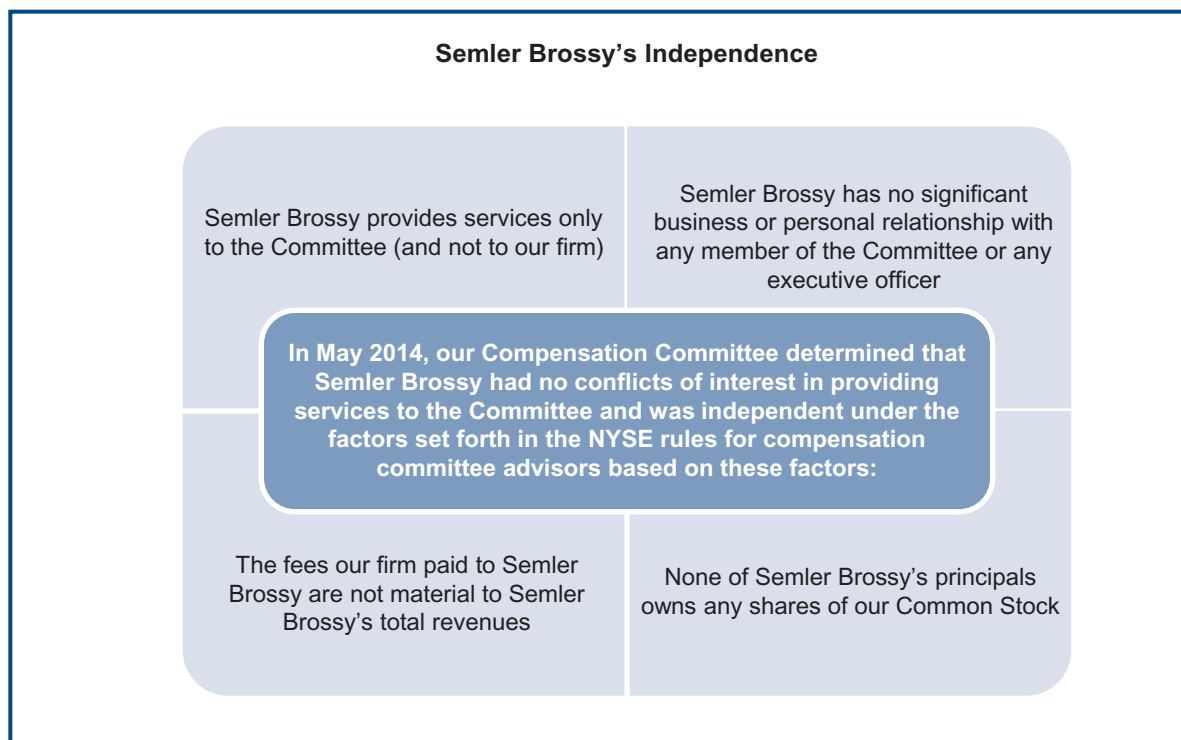 Semler Brossy’s Independence
Semler Brossy provides services only
to the Committee (and not to our firm)
Semler Brossy has no significant
business or personal relationship with
any member of the Committee or any
executive officer
In May 2014, our Compensation Committee determined that
Semler Brossy had no conflicts of interest in providing
services to the Committee and was independent under the
factors set forth in the NYSE rules for compensation
committee advisors based on these factors:
The fees our firm paid to Semler
Brossy are not material to Semler
Brossy’s total revenues
None of Semler Brossy’s principals
owns any shares of our Common Stock